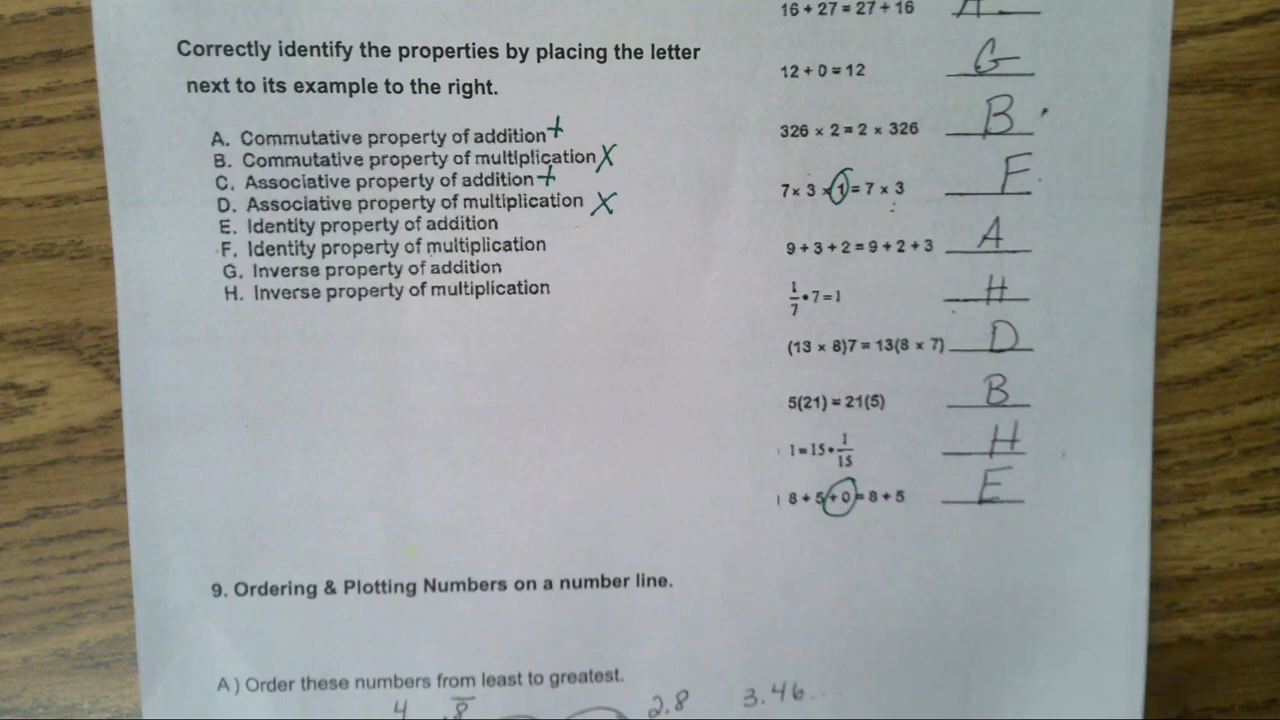 16 + 27 = 27 + 16 A
Correctly identify the properties by placing the letter
next to its example to the right.
12 + 0 = 12 G
A. Commutative property of addition +
B. Commutative property of multiplication X
C. Associative property of addition +
D. Associative property of multiplication X
E. Identity property of addition
F. Identity property of multiplication
G. Inverse property of addition
H. Inverse property of multiplication
326 × 2 = 2 × 326 B
7 × 3 × 1 = 7 × 3 F
9 + 3 + 2 = 9 + 2 + 3 A
1/7 • 7 = 1 H
(13 × 8)7 = 13(8 × 7) D
5(21) = 21(5) B
1 = 15 • 1/15 H
8 + 5 + 0 = 8 + 5 E
9. Ordering & Plotting Numbers on a number line.
A) Order these numbers from least to greatest.
4 .8 2.8 3.46..